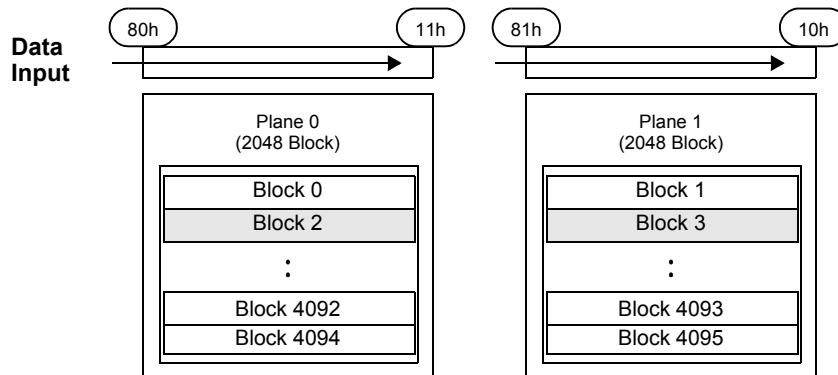 80h
11h
81h
10h
Data
Input
Plane 0
(2048 Block)
Block 0
Block 2
:
Block 4092
Block 4094
Plane 1
(2048 Block)
Block 1
Block 3
:
Block 4093
Block 4095